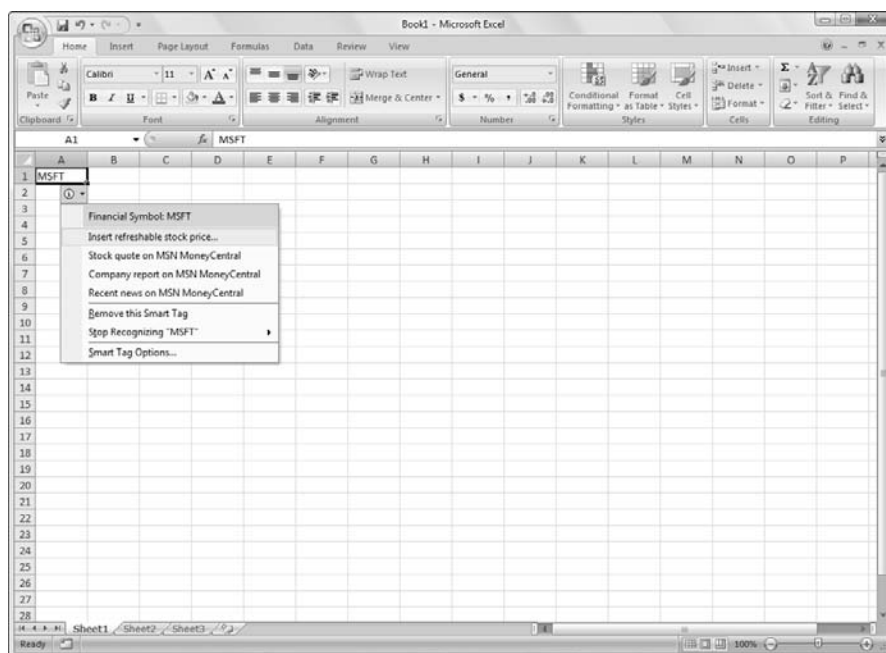 Book1 - Microsoft Excel
Home Insert Page Layout Formulas Data Review View
Paste
Calibri 11 A A
B I U A
Wrap Text
Merge & Center
General
$ % ,
Conditional Formatting
Format as Table
Cell Styles
Insert
Delete
Format
Σ
Sort & Filter
Find & Select
Clipboard Font Alignment Number Styles Cells Editing
A1 fx MSFT
A B C D E F G H I J K L M N O P
1 MSFT
2
3
4
5
6
7
8
9
10
11
12
13
14
15
16
17
18
19
20
21
22
23
24
25
26
27
28
Financial Symbol: MSFT
Insert refreshable stock price...
Stock quote on MSN MoneyCentral
Company report on MSN MoneyCentral
Recent news on MSN MoneyCentral
Remove this Smart Tag
Stop Recognizing "MSFT"
Smart Tag Options...
Sheet1 Sheet2 Sheet3
Ready 100%